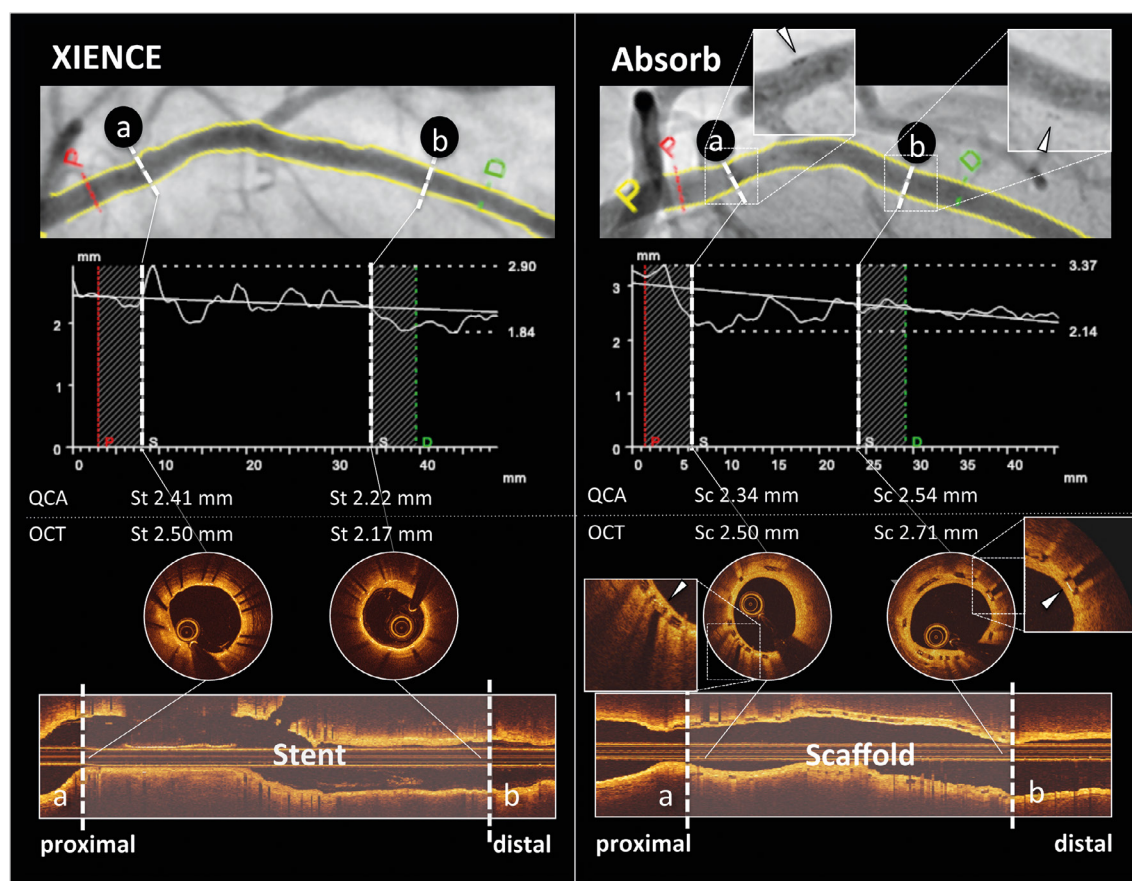 XIENCE
a
b
P
D
mm
2.90
2
1.84
1
0
P
S
S
D
0
10
20
30
40
mm
QCA
St 2.41 mm
St 2.22 mm
OCT
St 2.50 mm
St 2.17 mm
Stent
a
b
proximal
distal
Absorb
a
b
P
P
D
mm
3.37
3
2
2.14
1
0
P
S
S
D
0
5
10
15
20
25
30
35
40
45
mm
QCA
Sc 2.34 mm
Sc 2.54 mm
OCT
Sc 2.50 mm
Sc 2.71 mm
Scaffold
a
b
proximal
distal